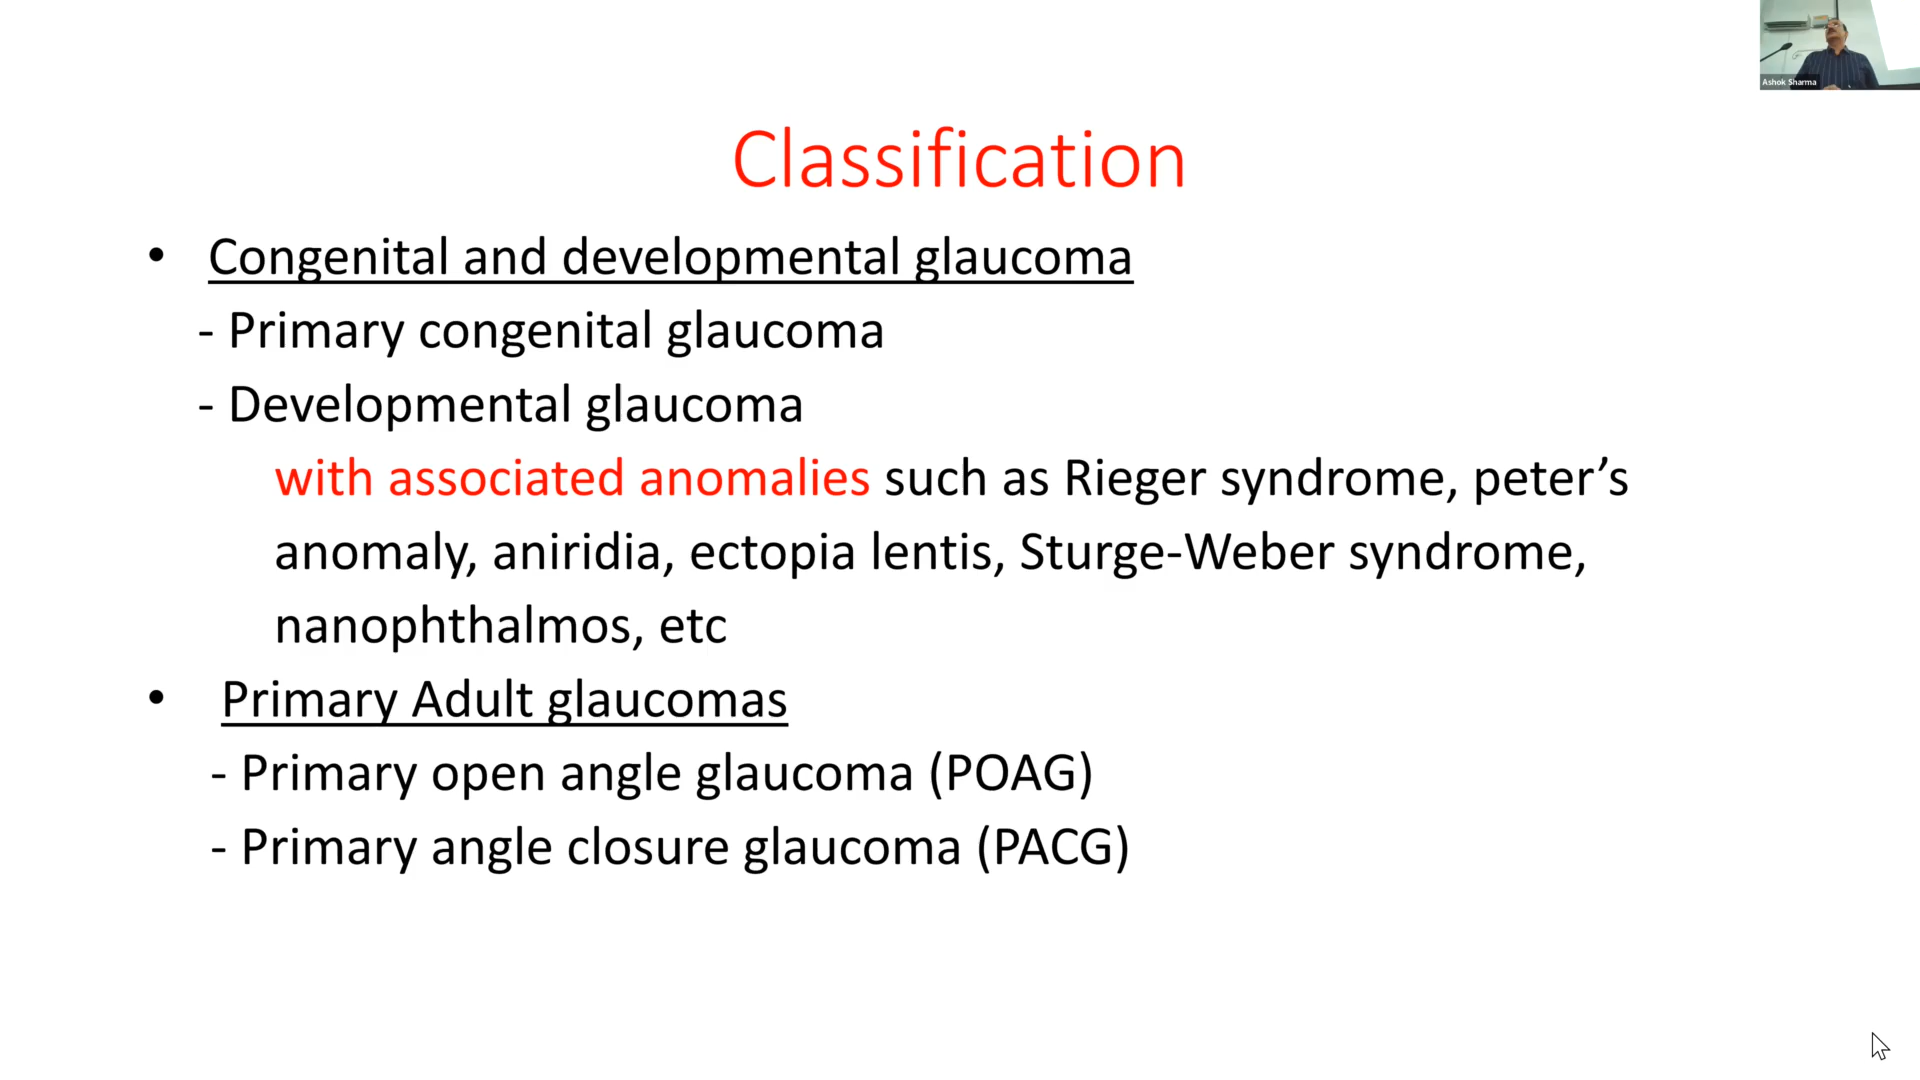 Ashok Sharma
Classification
• Congenital and developmental glaucoma
- Primary congenital glaucoma
- Developmental glaucoma
with associated anomalies such as Rieger syndrome, peter’s
anomaly, aniridia, ectopia lentis, Sturge-Weber syndrome,
nanophthalmos, etc
• Primary Adult glaucomas
- Primary open angle glaucoma (POAG)
- Primary angle closure glaucoma (PACG)